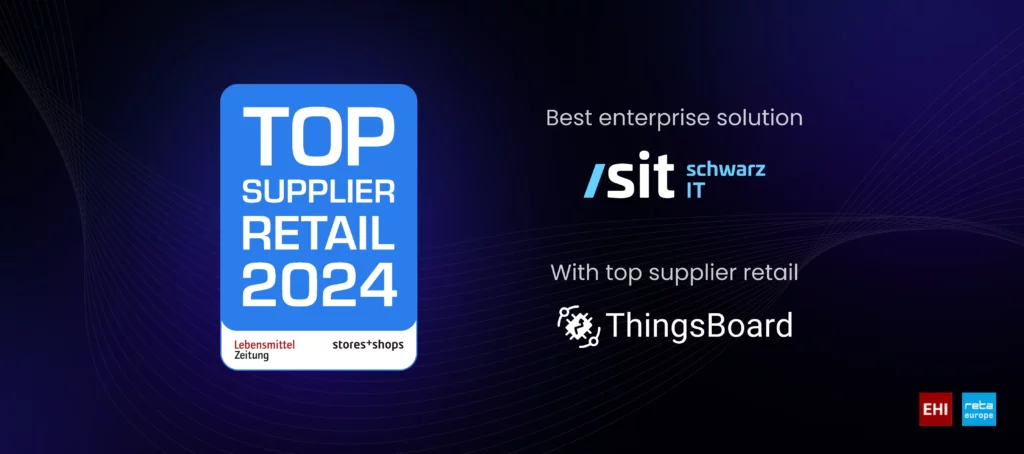 TOP
SUPPLIER
RETAIL
2024
Lebensmittel
Zeitung
stores+shops
Best enterprise solution
/sit schwarz
IT
With top supplier retail
ThingsBoard
EHI
reta
europe